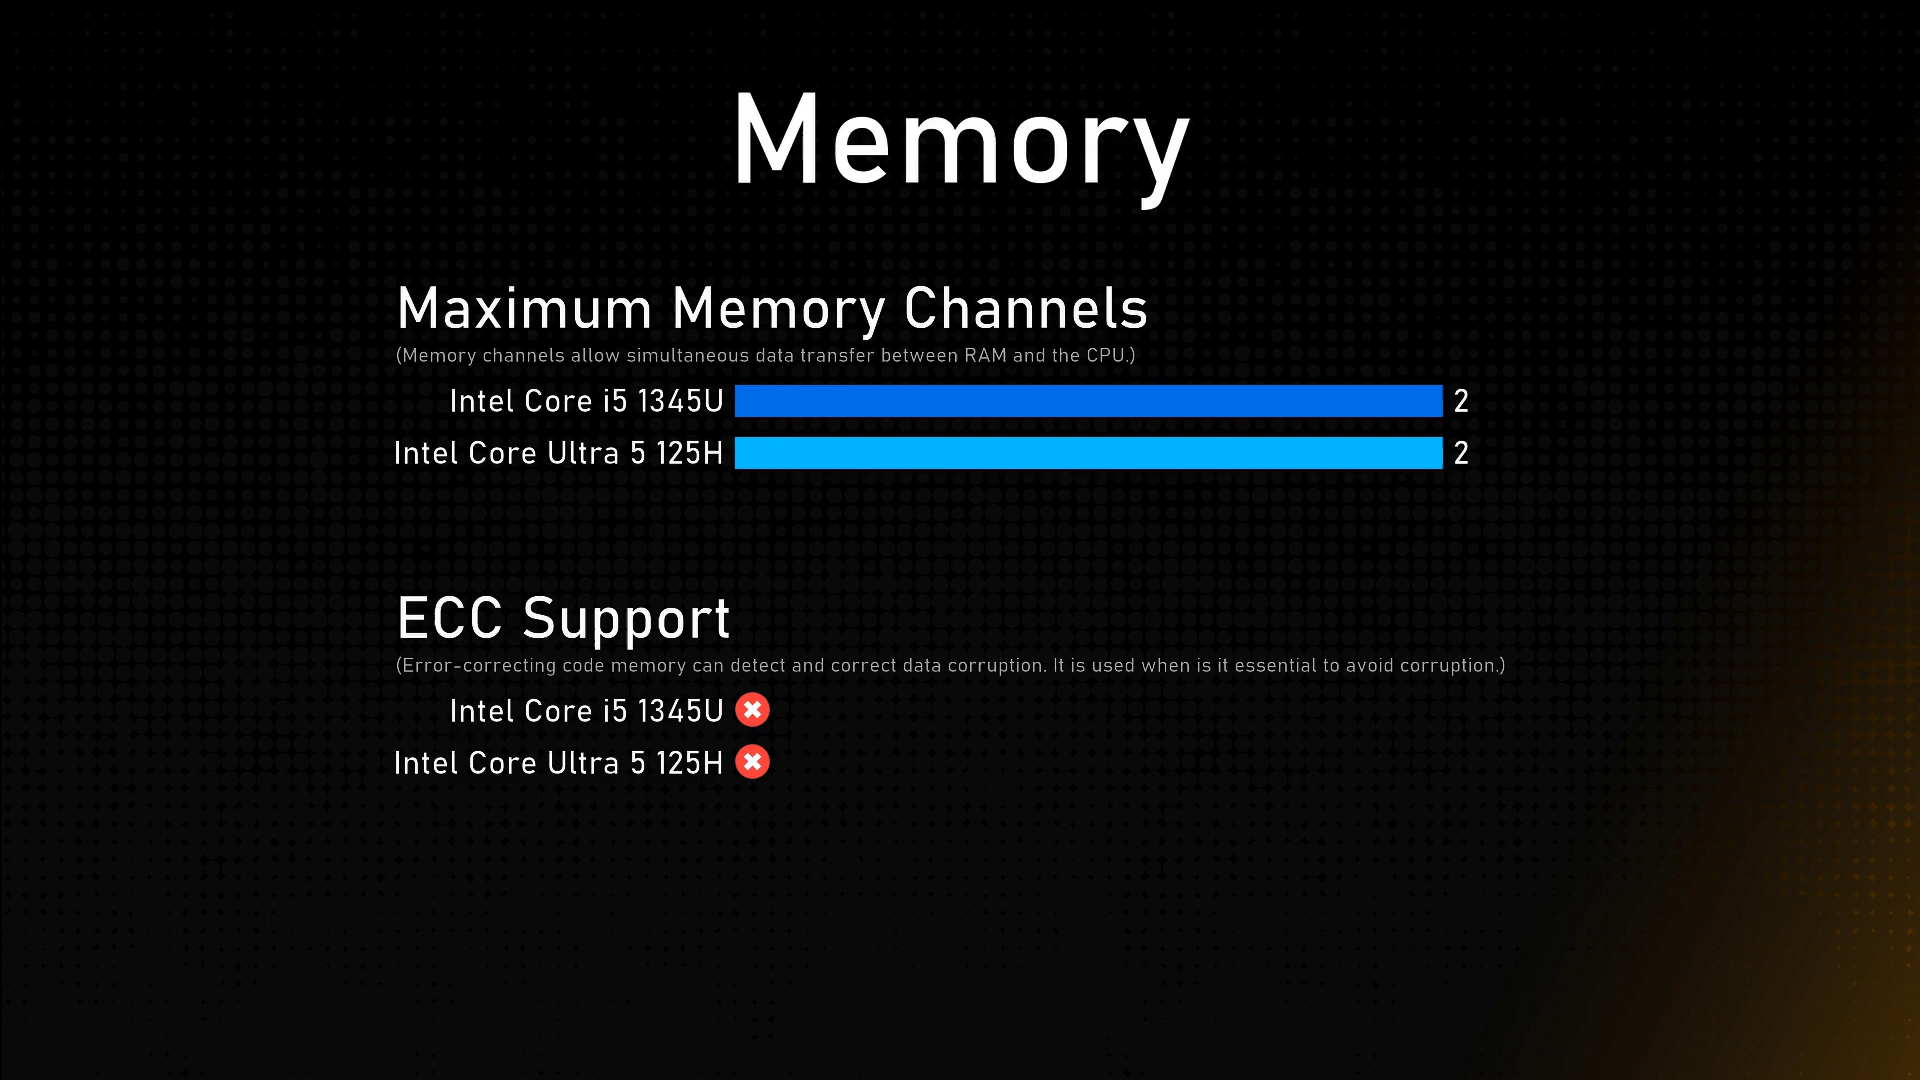 Memory
Maximum Memory Channels
(Memory channels allow simultaneous data transfer between RAM and the CPU.)
Intel Core i5 1345U 2
Intel Core Ultra 5 125H 2
ECC Support
(Error-correcting code memory can detect and correct data corruption. It is used when is it essential to avoid corruption.)
Intel Core i5 1345U
Intel Core Ultra 5 125H